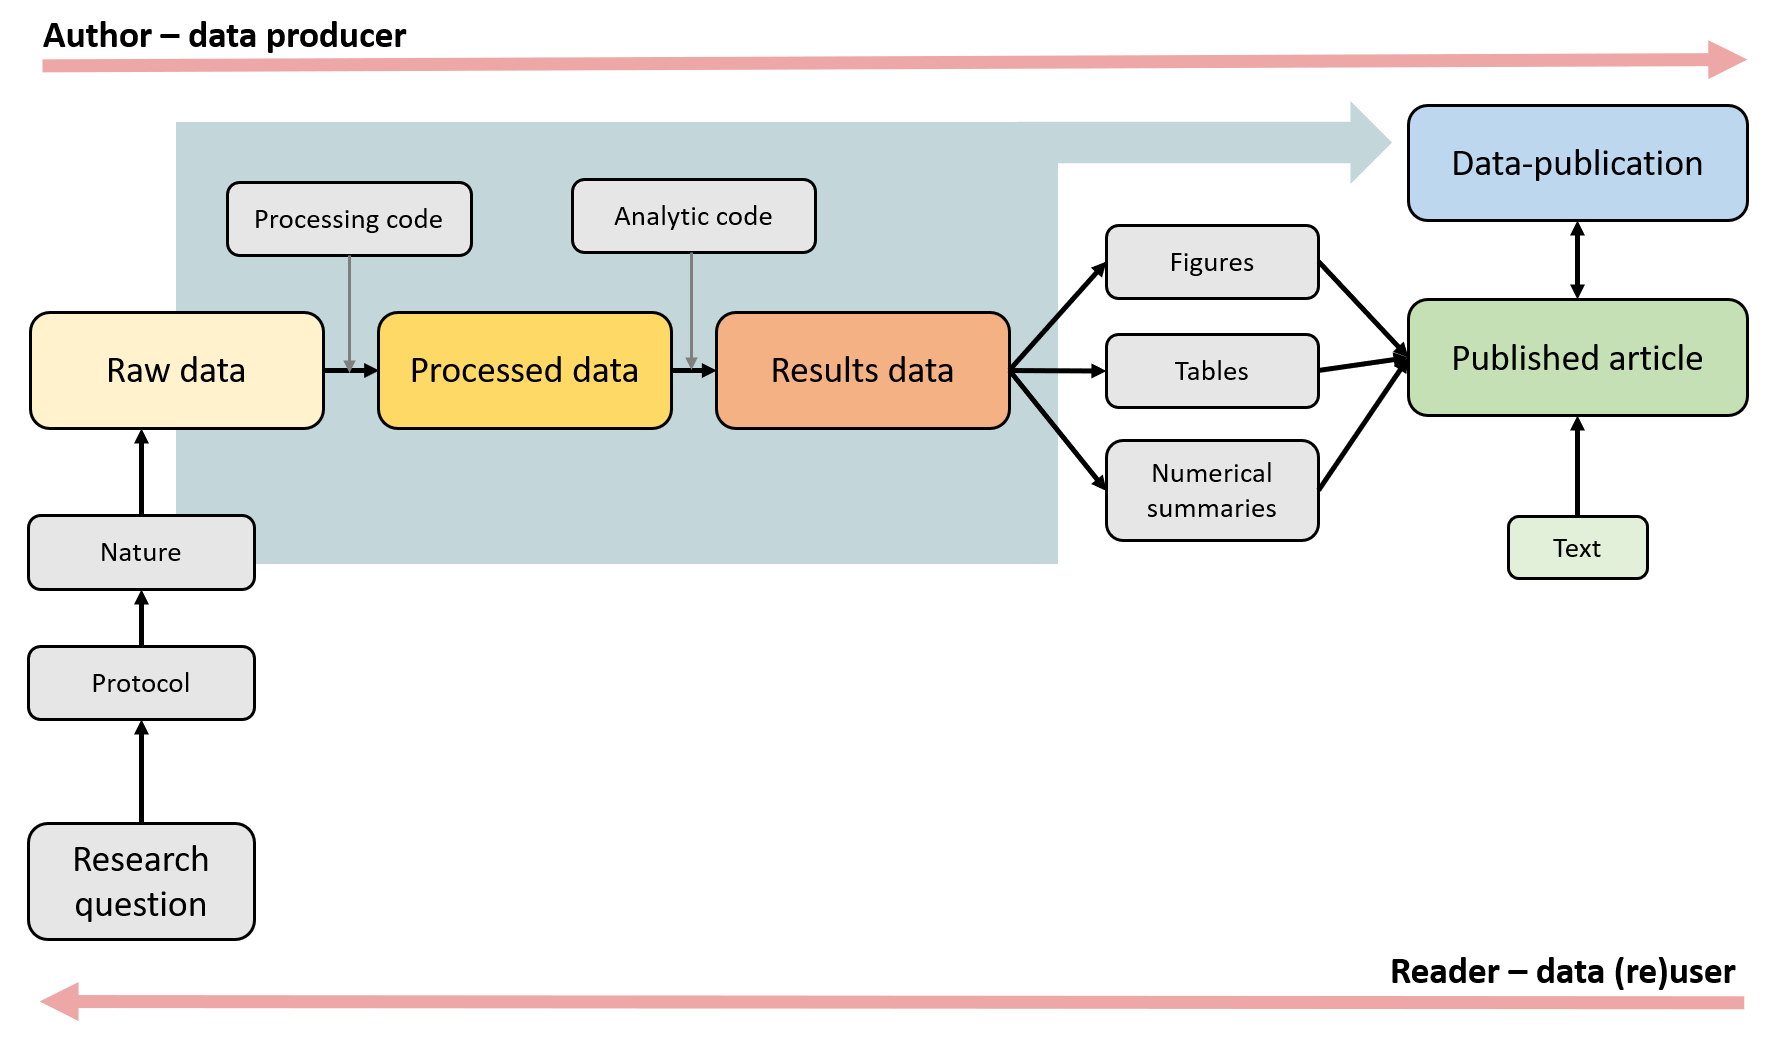 Author – data producer
Data-publication
Processing code
Analytic code
Figures
Raw data
Processed data
Results data
Tables
Published article
Numerical
summaries
Nature
Text
Protocol
Research
question
Reader – data (re)user